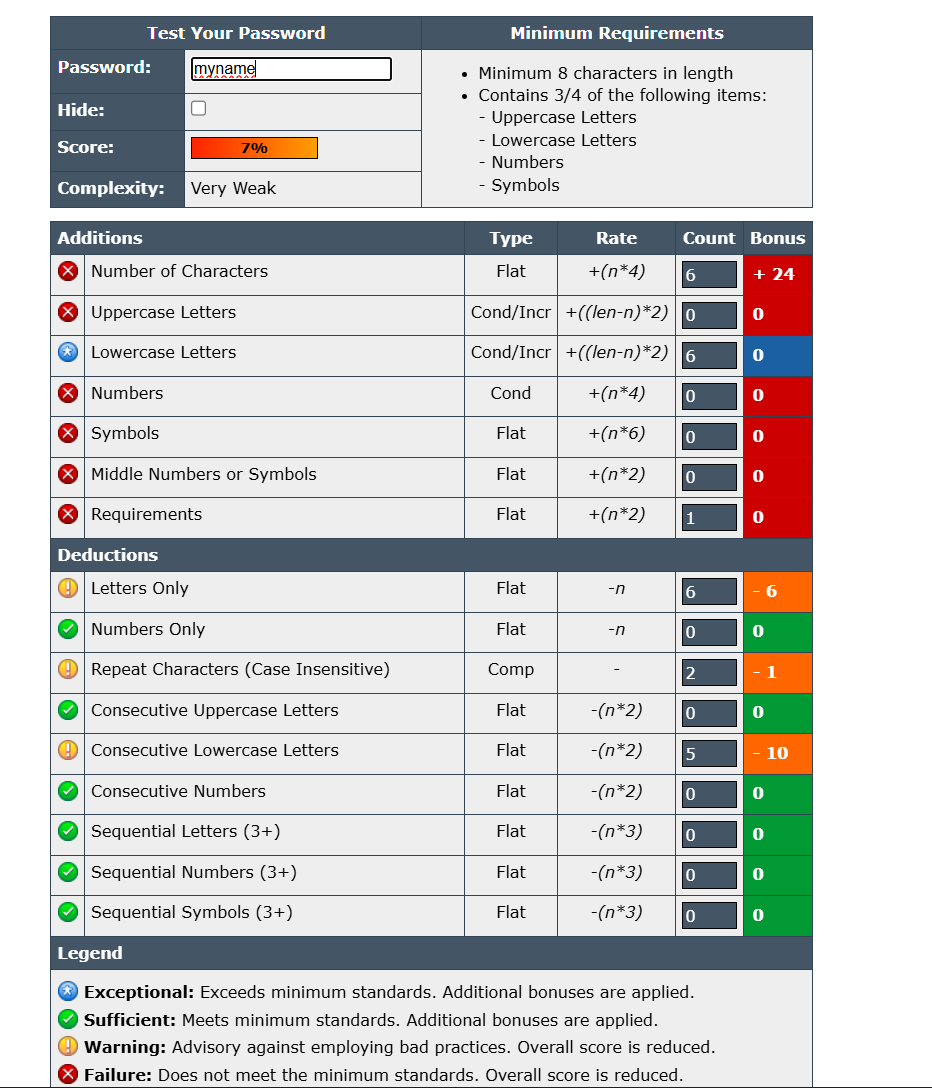 Test Your Password Minimum Requirements
Password: myname
Hide:
Score: 7%
Complexity: Very Weak
• Minimum 8 characters in length
• Contains 3/4 of the following items:
- Uppercase Letters
- Lowercase Letters
- Numbers
- Symbols
Additions Type Rate Count Bonus
Number of Characters Flat +(n*4) 6 + 24
Uppercase Letters Cond/Incr +((len-n)*2) 0 0
Lowercase Letters Cond/Incr +((len-n)*2) 6 0
Numbers Cond +(n*4) 0 0
Symbols Flat +(n*6) 0 0
Middle Numbers or Symbols Flat +(n*2) 0 0
Requirements Flat +(n*2) 1 0
Deductions
Letters Only Flat -n 6 - 6
Numbers Only Flat -n 0 0
Repeat Characters (Case Insensitive) Comp - 2 - 1
Consecutive Uppercase Letters Flat -(n*2) 0 0
Consecutive Lowercase Letters Flat -(n*2) 5 - 10
Consecutive Numbers Flat -(n*2) 0 0
Sequential Letters (3+) Flat -(n*3) 0 0
Sequential Numbers (3+) Flat -(n*3) 0 0
Sequential Symbols (3+) Flat -(n*3) 0 0
Legend
Exceptional: Exceeds minimum standards. Additional bonuses are applied.
Sufficient: Meets minimum standards. Additional bonuses are applied.
Warning: Advisory against employing bad practices. Overall score is reduced.
Failure: Does not meet the minimum standards. Overall score is reduced.